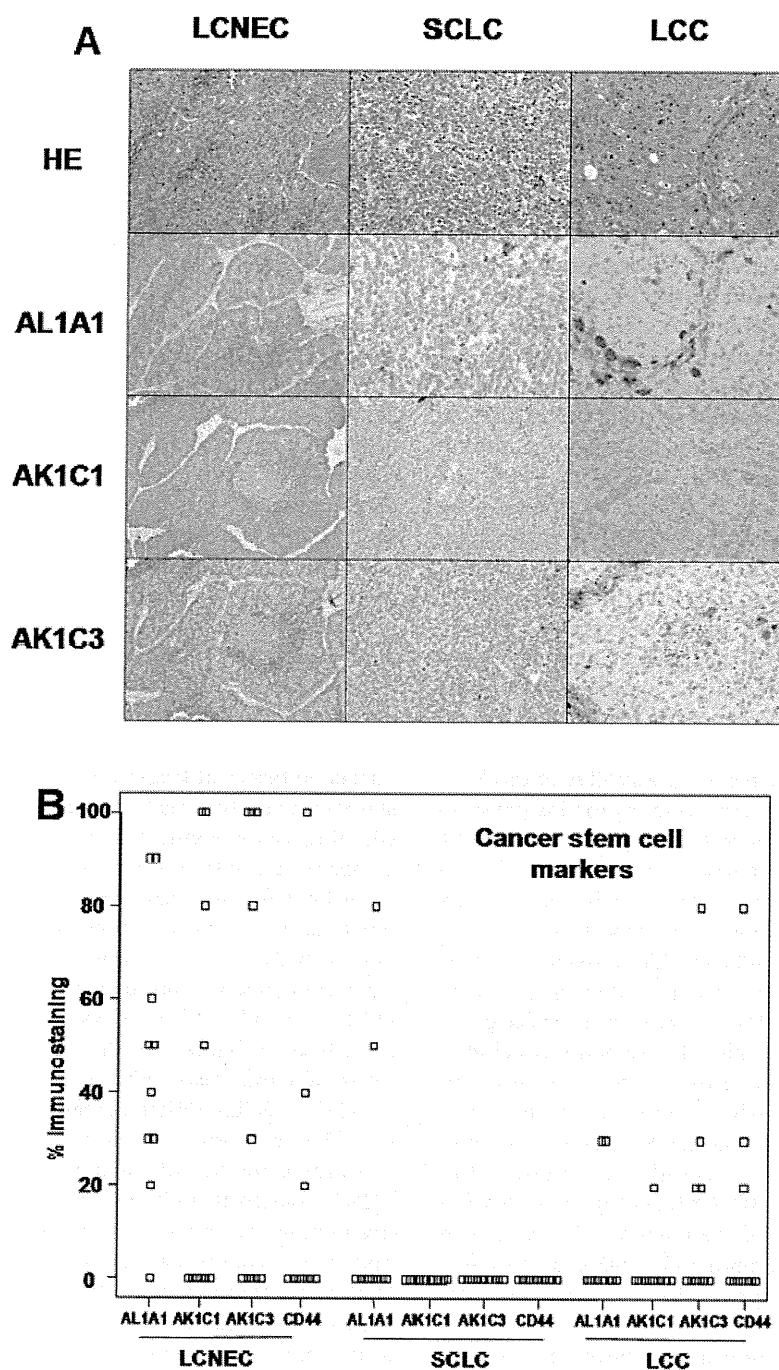 A
LCNEC SCLC LCC
HE
AL1A1
AK1C1
AK1C3
B
Cancer stem cell
markers
% immunostaining
100
80
60
40
20
0
AL1A1 AK1C1 AK1C3 CD44 AL1A1 AK1C1 AK1C3 CD44 AL1A1 AK1C1 AK1C3 CD44
LCNEC SCLC LCC